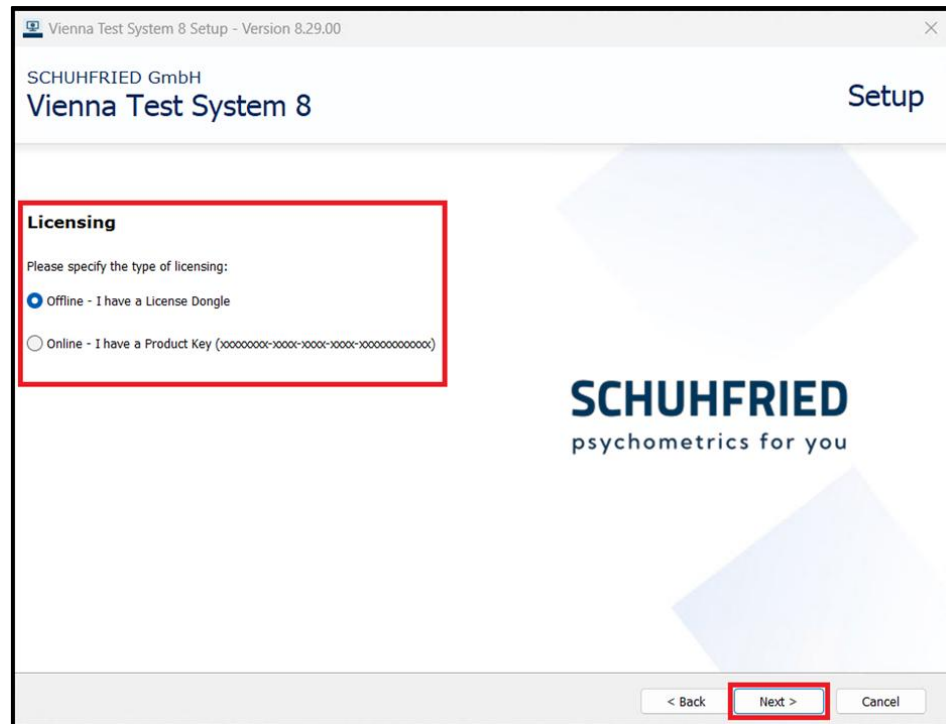 Vienna Test System 8 Setup - Version 8.29.00
SCHUHFRIED GmbH
Vienna Test System 8
Setup
Licensing
Please specify the type of licensing:
Offline - I have a License Dongle
Online - I have a Product Key (xxxxxxxx-xxxx-xxxx-xxxx-xxxxxxxxxxxx)
SCHUHFRIED
psychometrics for you
< Back Next > Cancel